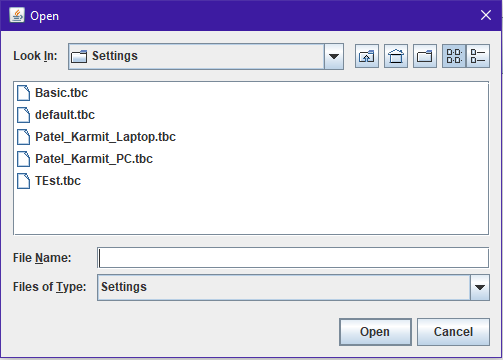 Open
Look In: Settings
Basic.tbc
default.tbc
Patel_Karmit_Laptop.tbc
Patel_Karmit_PC.tbc
TEst.tbc
File Name:
Files of Type: Settings
Open Cancel